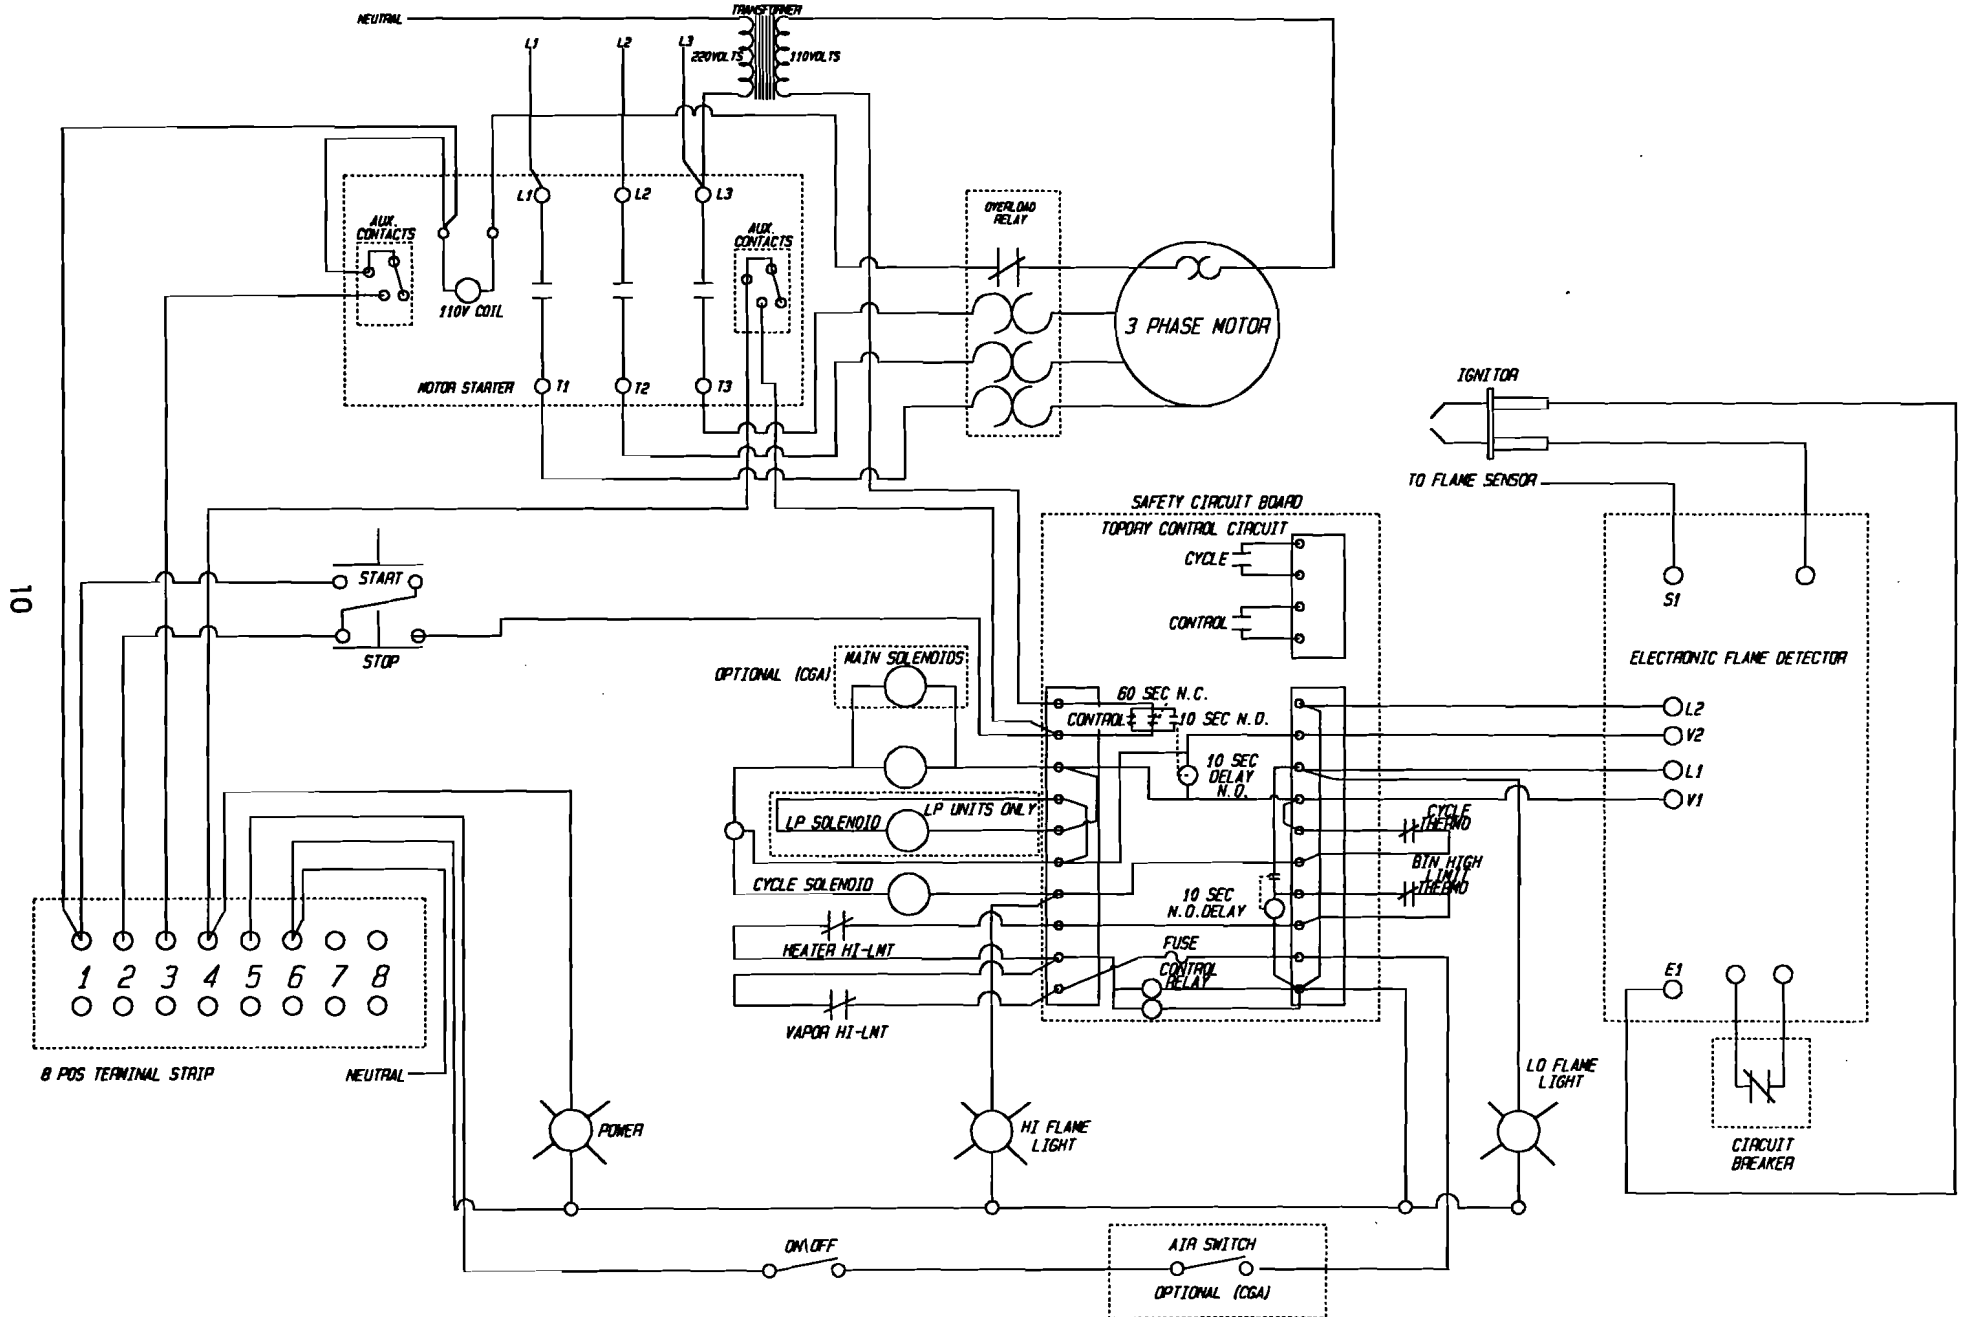 NEUTRAL
TRANSFORMER
L1
L2
L3
220VOLTS
110VOLTS
L1
L2
L3
AUX.
CONTACTS
AUX.
CONTACTS
110V COIL
MOTOR STARTER
T1
T2
T3
OVERLOAD
RELAY
3 PHASE MOTOR
IGNITOR
TO FLAME SENSOR
SAFETY CIRCUIT BOARD
TOPDRY CONTROL CIRCUIT
CYCLE
CONTROL
S1
ELECTRONIC FLAME DETECTOR
L2
V2
L1
V1
E1
CIRCUIT
BREAKER
10
START
STOP
OPTIONAL (CGA)
MAIN SOLENOIDS
60 SEC N.C.
CONTROL
10 SEC N.O.
10 SEC
DELAY
N.O.
LP UNITS ONLY
LP SOLENOID
CYCLE SOLENOID
CYCLE
THERMO
BIN HIGH
LIMIT
THERMO
10 SEC
N.O.DELAY
HEATER HI-LMT
FUSE
CONTROL
RELAY
VAPOR HI-LMT
1 2 3 4 5 6 7 8
8 POS TERMINAL STRIP
NEUTRAL
POWER
HI FLAME
LIGHT
LO FLAME
LIGHT
ON\OFF
AIR SWITCH
OPTIONAL (CGA)